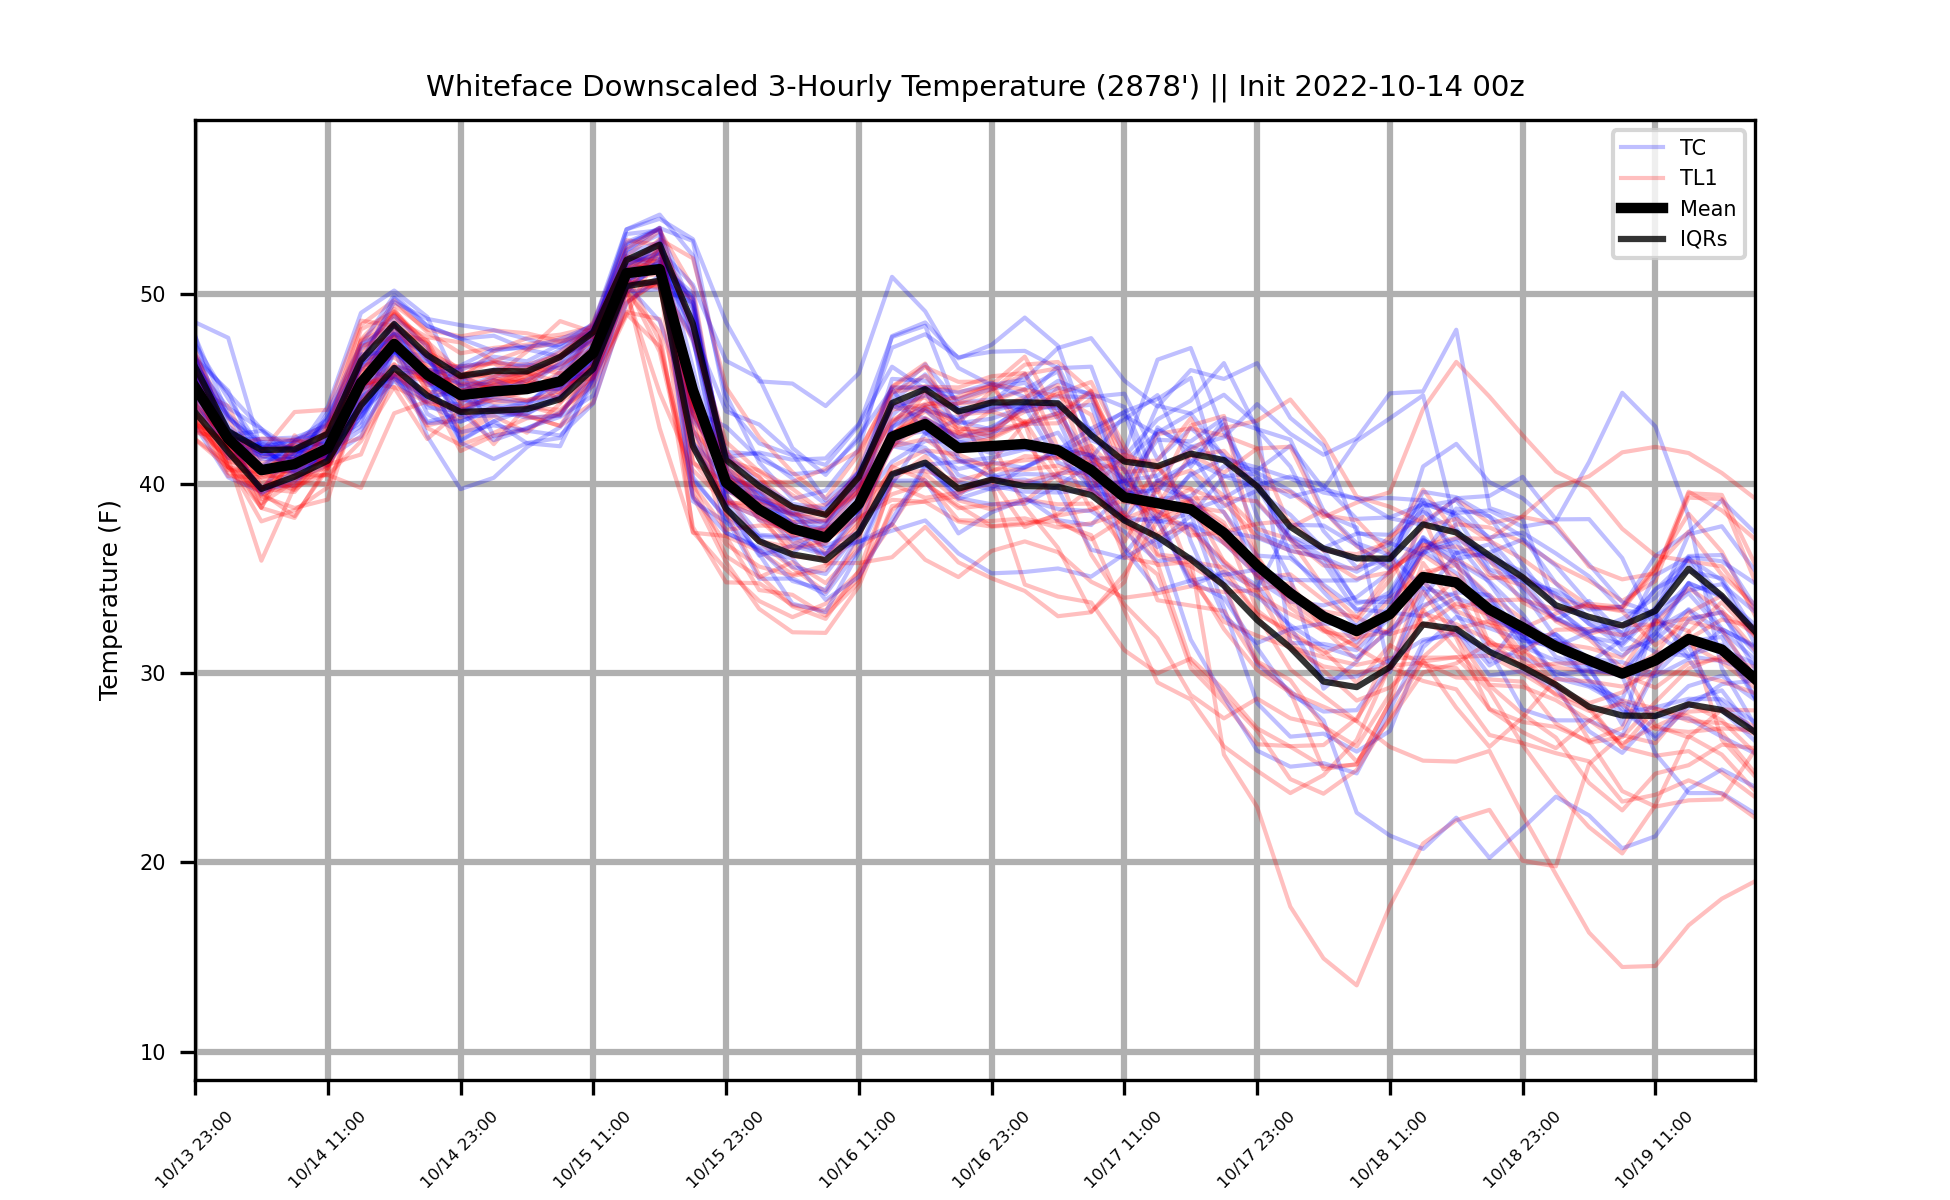 Whiteface Downscaled 3-Hourly Temperature (2878') || Init 2022-10-14 00z
TC
TL1
Mean
IQRs
Temperature (F)
50
40
30
20
10
10/13 23:00
10/14 11:00
10/14 23:00
10/15 11:00
10/15 23:00
10/16 11:00
10/16 23:00
10/17 11:00
10/17 23:00
10/18 11:00
10/18 23:00
10/19 11:00